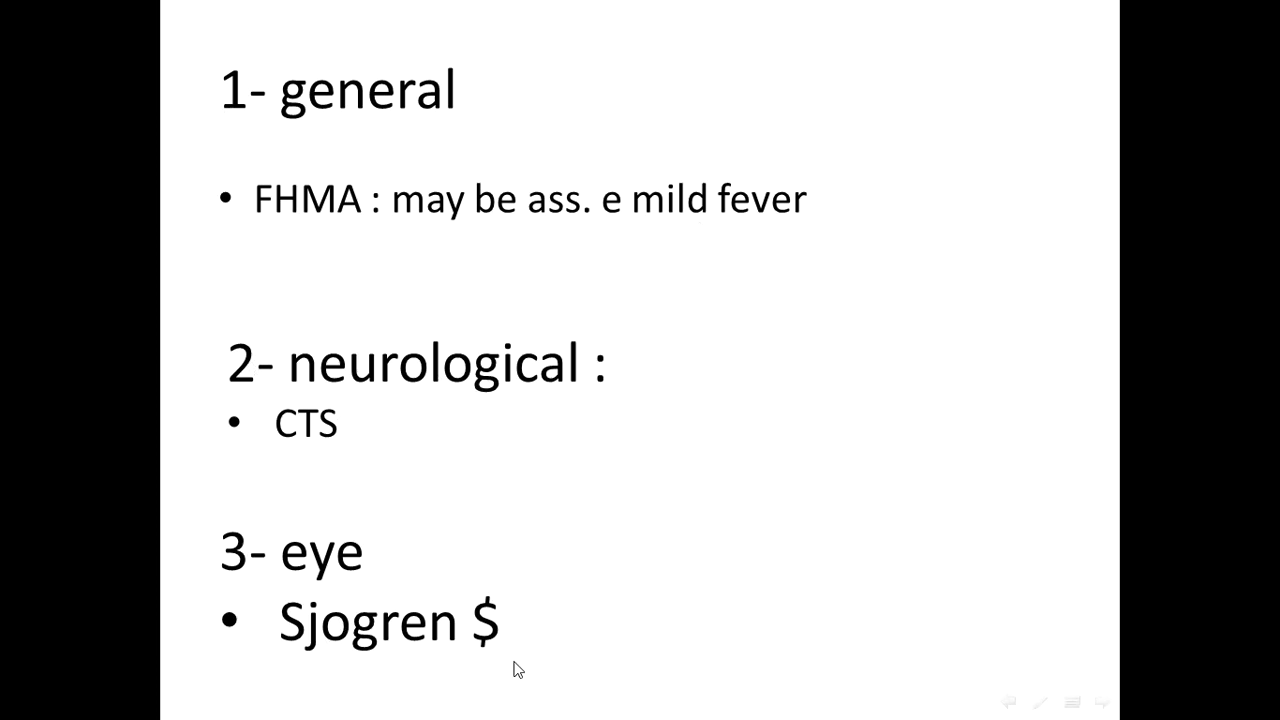 1- general
• FHMA : may be ass. e mild fever
2- neurological :
• CTS
3- eye
• Sjogren $